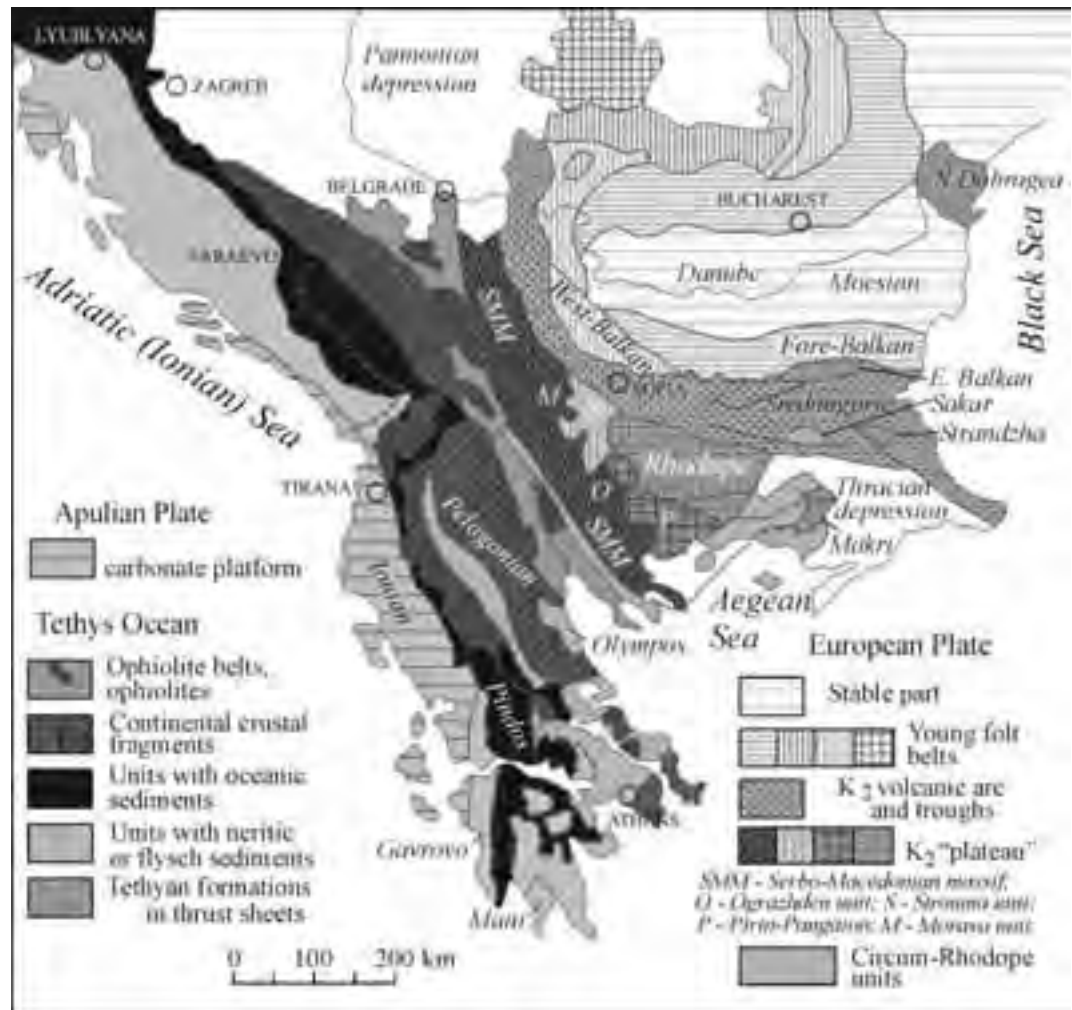 LYUBLYANA
ZAGREB
Pannonian
depression
BELGRADE
N Dobrugea
BUCHAREST
SARAEVO
Danube
Moesian
Black Sea
SMM
West-Balkan
Fore-Balkan
Adriatic (Ionian) Sea
M
E. Balkan
Srednogorie
Sakar
Strandzha
Rhodope
TIRANA
O
Thracian
depression
SMM
Makri
Pelagonian
Ionian
Aegean
Sea
Olympos
Pindos
ATHENS
Gavrovo
Mani
Apulian Plate
carbonate platform
Tethys Ocean
Ophiolite belts,
ophiolites
Continental crustal
fragments
Units with oceanic
sediments
Units with neritic
or flysch sediments
Tethyan formations
in thrust sheets
0 100 200 km
European Plate
Stable part
Young folt
belts
K2 volcanic arc
and troughs
K2 "plateau"
SMM - Serbo-Macedonian massif;
O - Ograzhden unit; S - Strouma unit;
P - Pirin-Pangaion; M - Morava unit
Circum-Rhodope
units